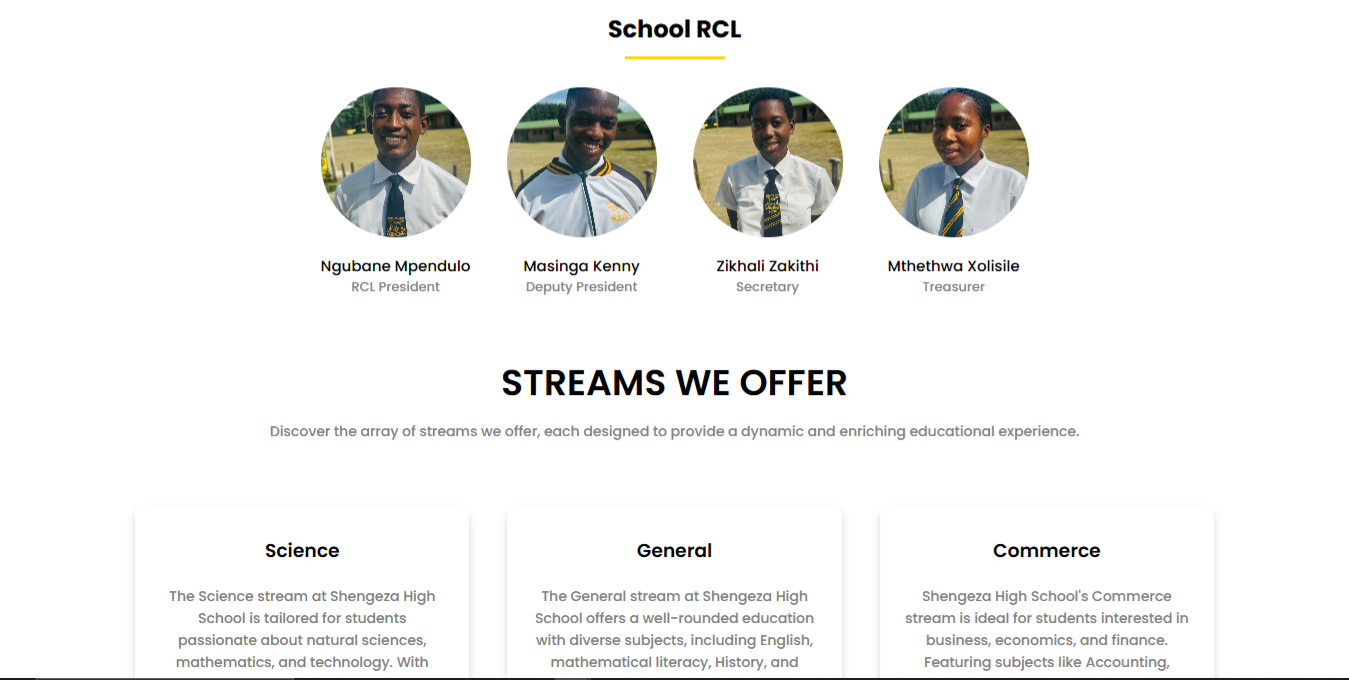 School RCL
Ngubane Mpendulo
RCL President
Masinga Kenny
Deputy President
Zikhali Zakithi
Secretary
Mthethwa Xolisile
Treasurer
STREAMS WE OFFER
Discover the array of streams we offer, each designed to provide a dynamic and enriching educational experience.
Science
The Science stream at Shengeza High
School is tailored for students
passionate about natural sciences,
mathematics, and technology. With
General
The General stream at Shengeza High
School offers a well-rounded education
with diverse subjects, including English,
mathematical literacy, History, and
Commerce
Shengeza High School's Commerce
stream is ideal for students interested in
business, economics, and finance.
Featuring subjects like Accounting,